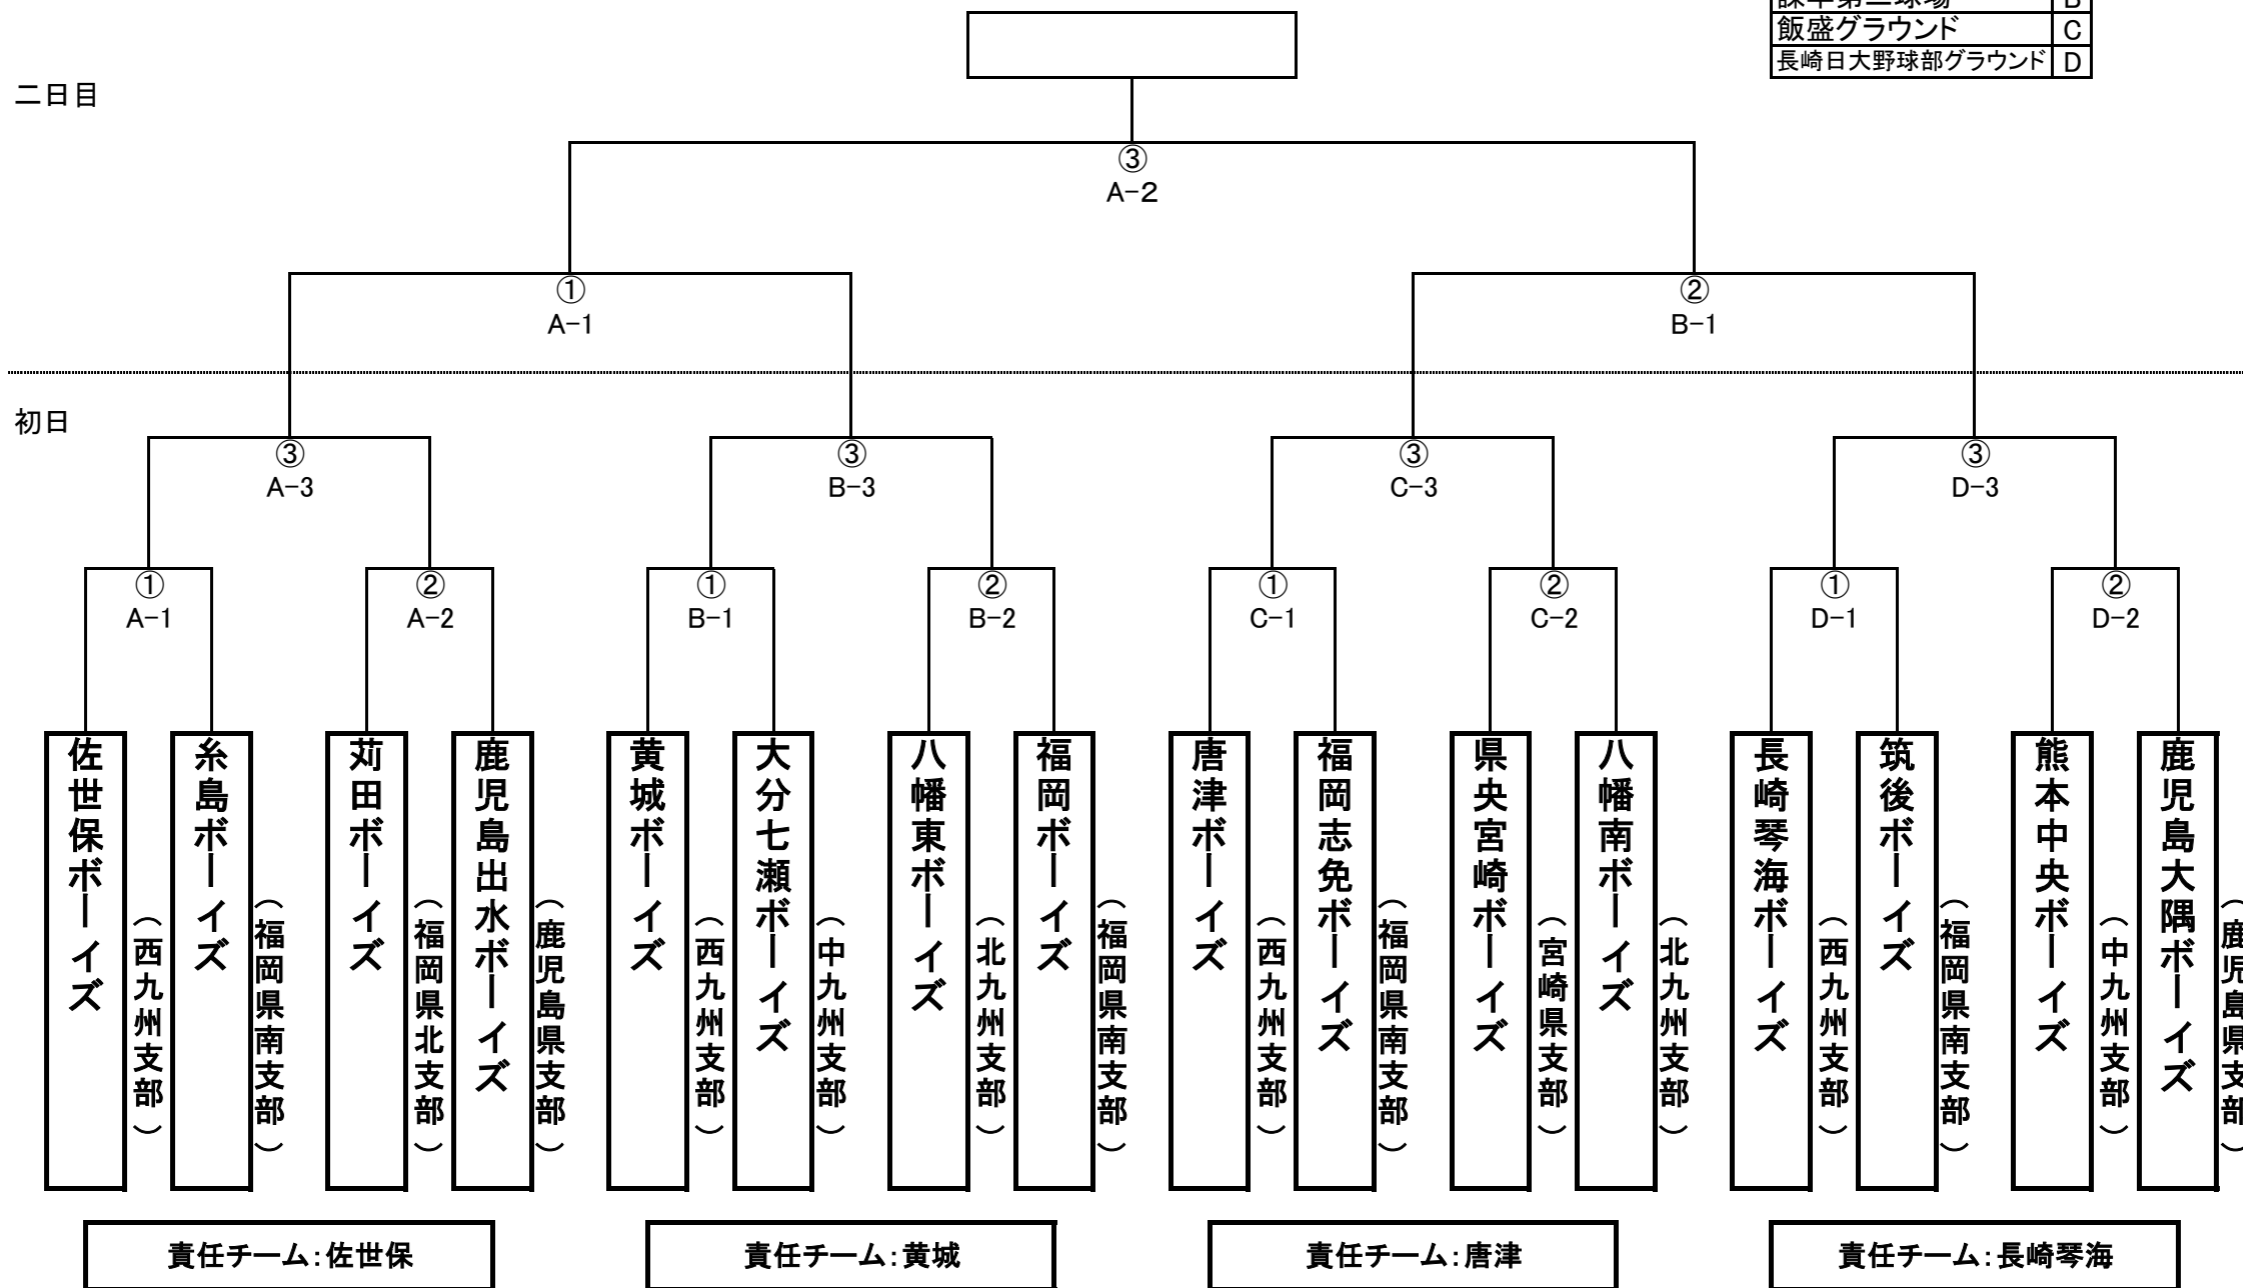 B
飯盛グラウンド C
長崎日大野球部グラウンド D
二日目
③
A-2
①
A-1
②
B-1
初日
③
A-3
③
B-3
③
C-3
③
D-3
①
A-1
②
A-2
①
B-1
②
B-2
①
C-1
②
C-2
①
D-1
②
D-2
佐世保ボーイズ
（西九州支部）
糸島ボーイズ
（福岡県南支部）
苅田ボーイズ
（福岡県北支部）
鹿児島出水ボーイズ
（鹿児島県支部）
黄城ボーイズ
（西九州支部）
大分七瀬ボーイズ
（中九州支部）
八幡東ボーイズ
（北九州支部）
福岡ボーイズ
（福岡県南支部）
唐津ボーイズ
（西九州支部）
福岡志免ボーイズ
（福岡県南支部）
県央宮崎ボーイズ
（宮崎県支部）
八幡南ボーイズ
（北九州支部）
長崎琴海ボーイズ
（西九州支部）
筑後ボーイズ
（福岡県南支部）
熊本中央ボーイズ
（中九州支部）
鹿児島大隅ボーイズ
（鹿児島県支部）
責任チーム：佐世保
責任チーム：黄城
責任チーム：唐津
責任チーム：長崎琴海